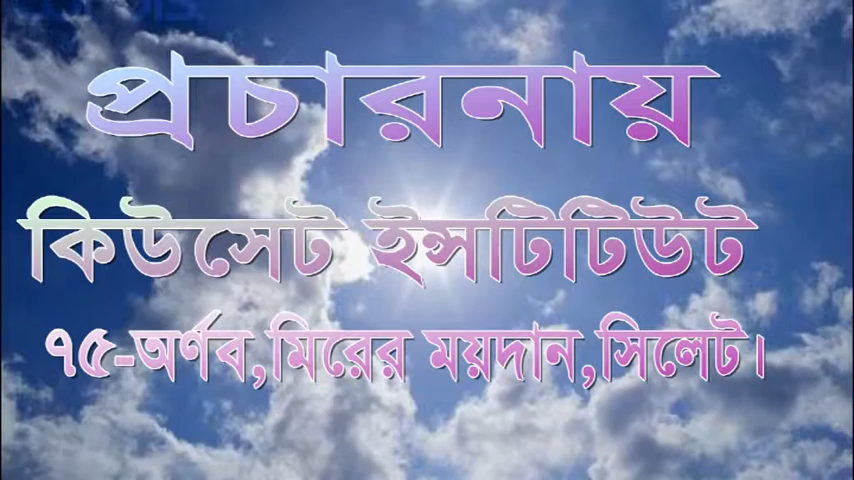 প্রচারনায়
কিউসেট ইন্সটিটিউট
৭৫-অর্ণব,মিরের ময়দান,সিলেট।